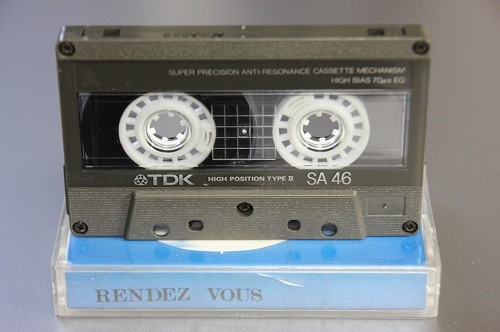 SUPER PRECISION ANTI-RESONANCE CASSETTE MECHANISM
HIGH BIAS 70µs EQ
TDK HIGH POSITION TYPE II SA 46
RENDEZ VOUS